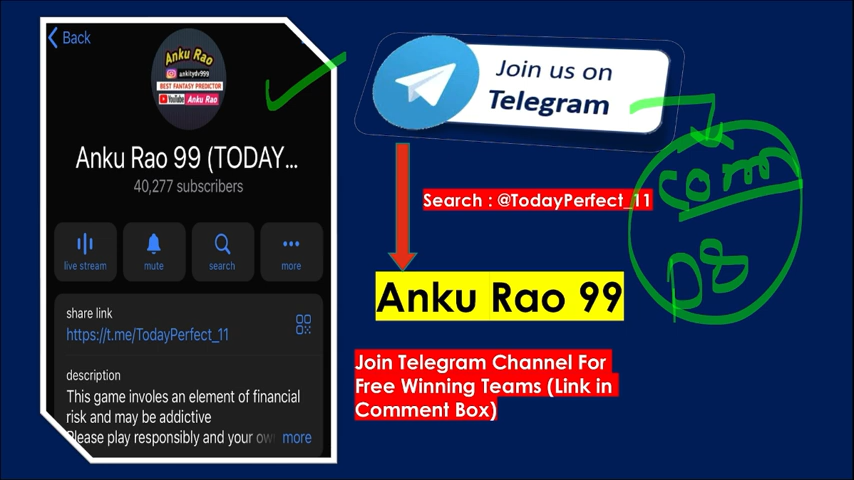 Back
Anku Rao
ankitydv999
BEST FANTASY PREDICTOR
YouTube Anku Rao
Anku Rao 99 (TODAY...
40,277 subscribers
live stream
mute
search
more
share link
https://t.me/TodayPerfect_11
description
This game involes an element of financial
risk and may be addictive
Please play responsibly and your own more
Join us on
Telegram
Search : @TodayPerfect_11
Anku Rao 99
Join Telegram Channel For
Free Winning Teams (Link in
Comment Box)
com